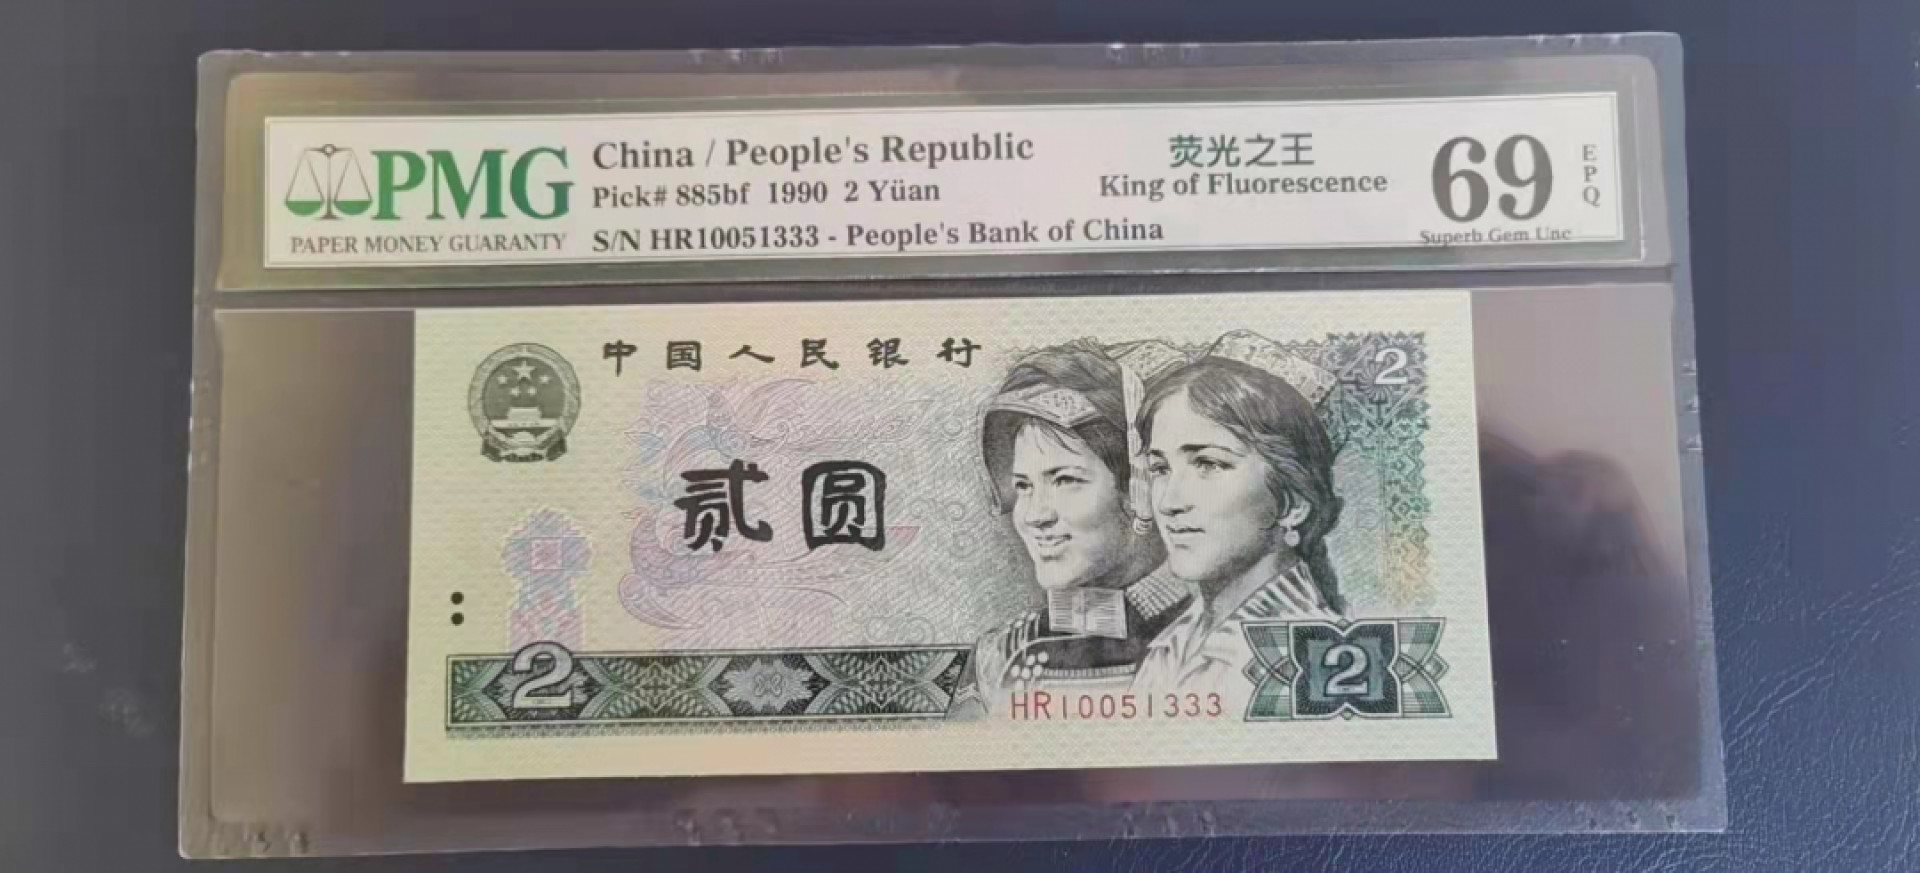 PMG
PAPER MONEY GUARANTY
China / People's Republic
Pick# 885bf 1990 2 Yüan
S/N HR10051333 - People's Bank of China
荧光之王
King of Fluorescence
69
EPQ
Superb Gem Unc
中国人民银行
2
贰圆
2
HR10051333
2